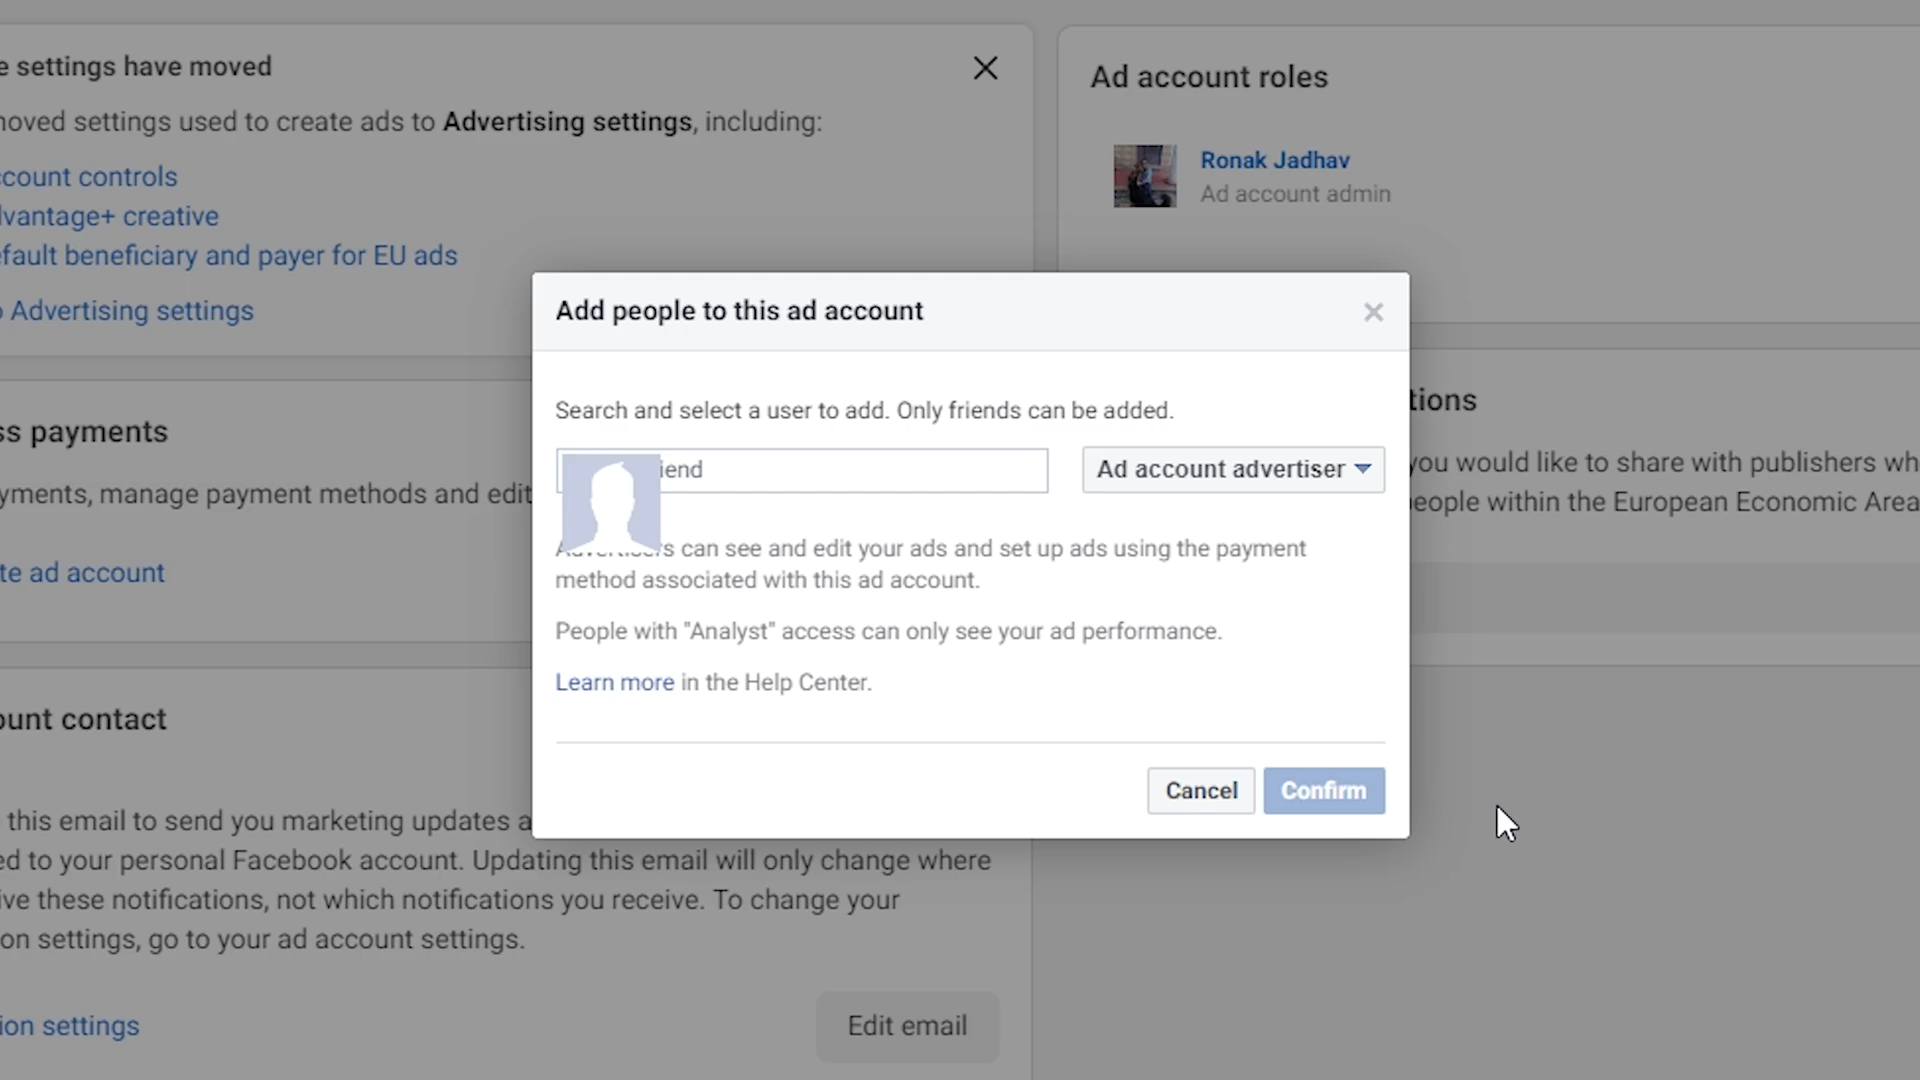 e settings have moved
noved settings used to create ads to Advertising settings, including:
ccount controls
dvantage+ creative
efault beneficiary and payer for EU ads
o Advertising settings
ss payments
yments, manage payment methods and edit
te ad account
ount contact
this email to send you marketing updates a
ed to your personal Facebook account. Updating this email will only change where
ive these notifications, not which notifications you receive. To change your
on settings, go to your ad account settings.
ion settings
Edit email
Ad account roles
Ronak Jadhav
Ad account admin
tions
you would like to share with publishers wh
eople within the European Economic Area
Add people to this ad account
Search and select a user to add. Only friends can be added.
iend
Ad account advertiser
Advertisers can see and edit your ads and set up ads using the payment
method associated with this ad account.
People with "Analyst" access can only see your ad performance.
Learn more in the Help Center.
Cancel
Confirm